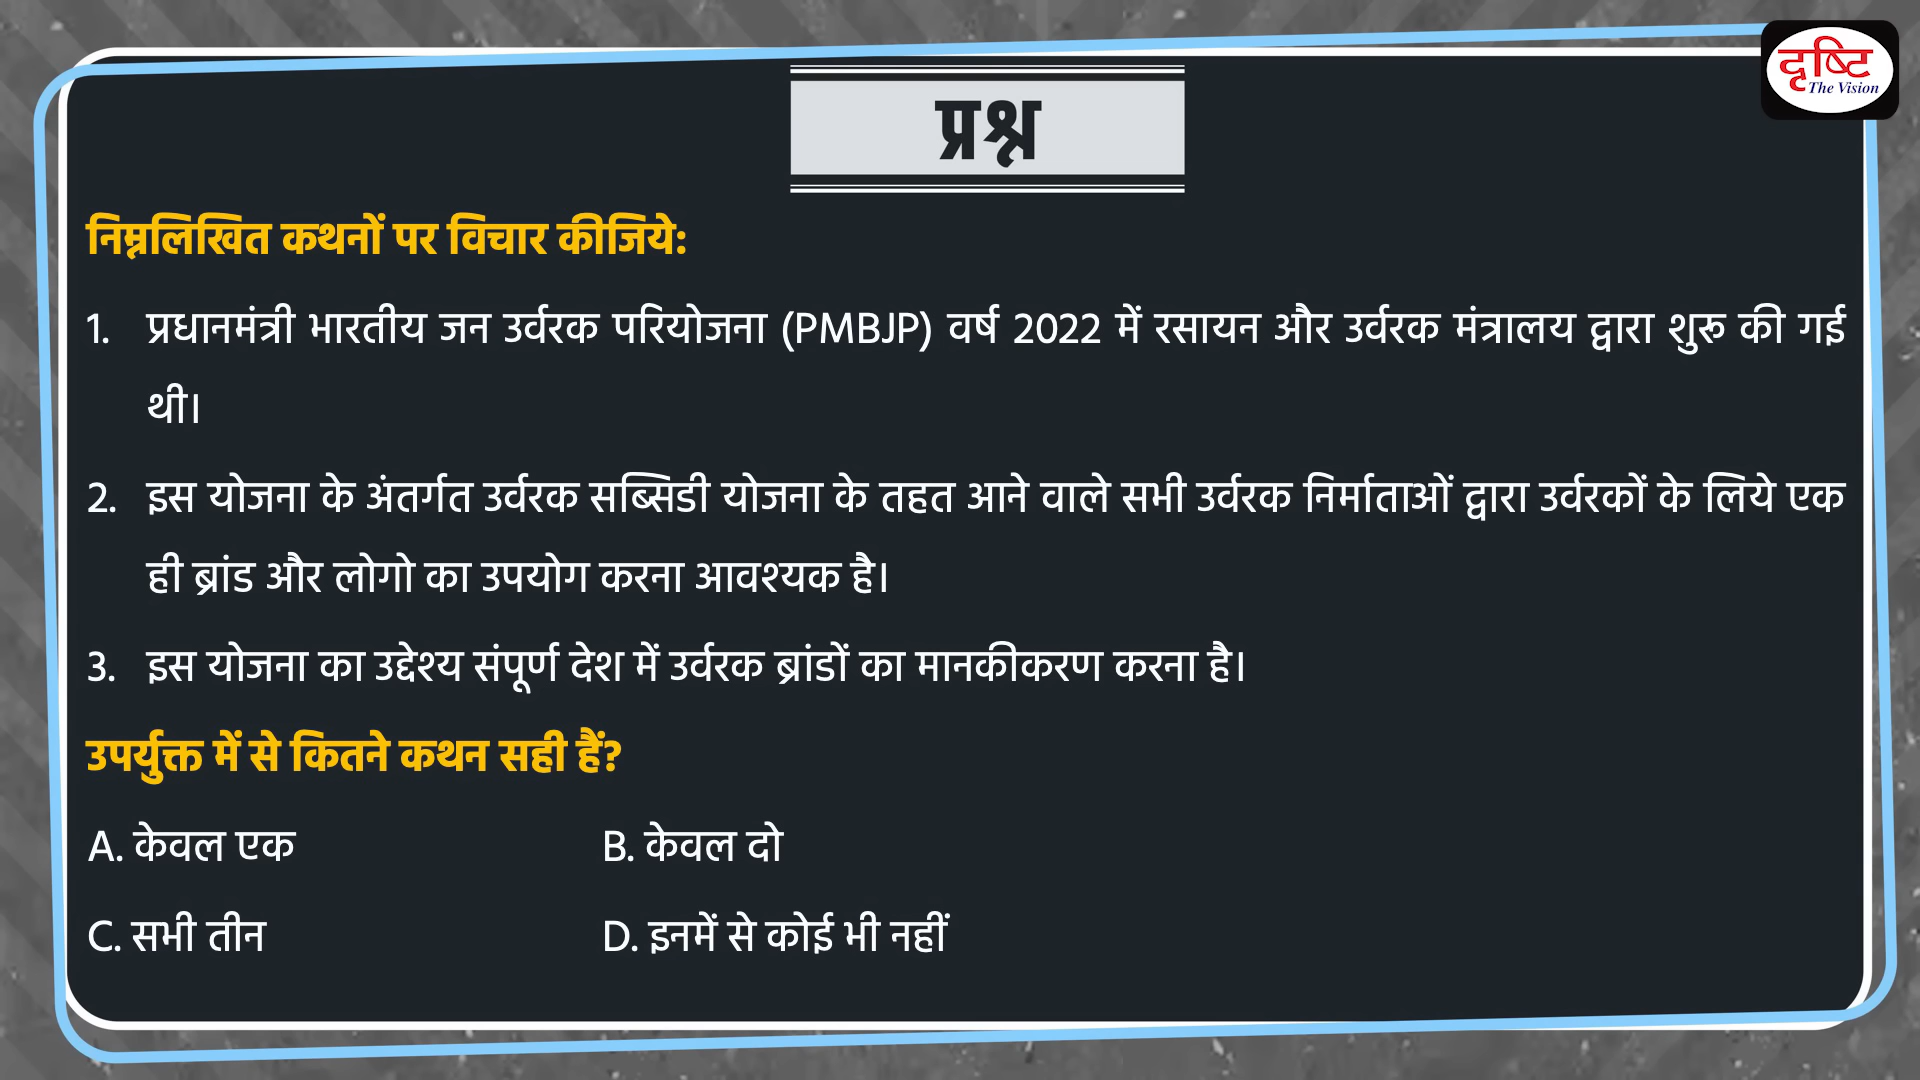 दृष्टि
The Vision
प्रश्न
निम्नलिखित कथनों पर विचार कीजिये:
1. प्रधानमंत्री भारतीय जन उर्वरक परियोजना (PMBJP) वर्ष 2022 में रसायन और उर्वरक मंत्रालय द्वारा शुरू की गई
थी।
2. इस योजना के अंतर्गत उर्वरक सब्सिडी योजना के तहत आने वाले सभी उर्वरक निर्माताओं द्वारा उर्वरकों के लिये एक
ही ब्रांड और लोगो का उपयोग करना आवश्यक है।
3. इस योजना का उद्देश्य संपूर्ण देश में उर्वरक ब्रांडों का मानकीकरण करना है।
उपर्युक्त में से कितने कथन सही हैं?
A. केवल एक B. केवल दो
C. सभी तीन D. इनमें से कोई भी नहीं